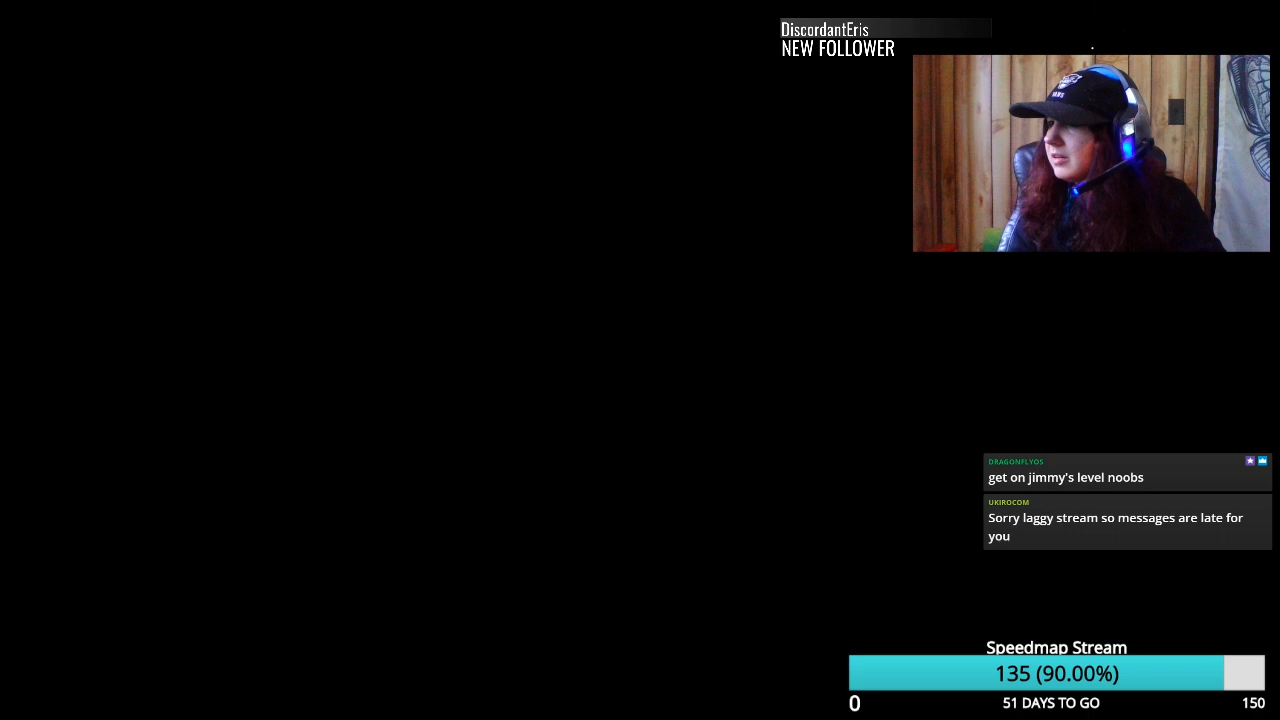 DiscordantEris
NEW FOLLOWER
DRAGONFLYOS
get on jimmy's level noobs
UKIROCOM
Sorry laggy stream so messages are late for
you
Speedmap Stream
135 (90.00%)
0
51 DAYS TO GO
150